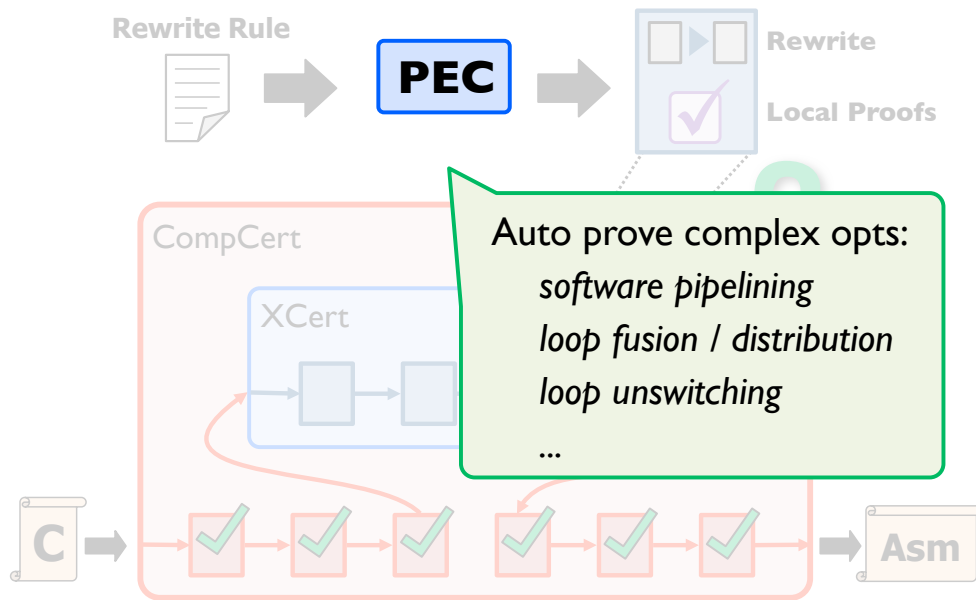 Rewrite Rule
PEC
Rewrite
Local Proofs
Auto prove complex opts:
software pipelining
loop fusion / distribution
loop unswitching
...
CompCert
XCert
C
Asm